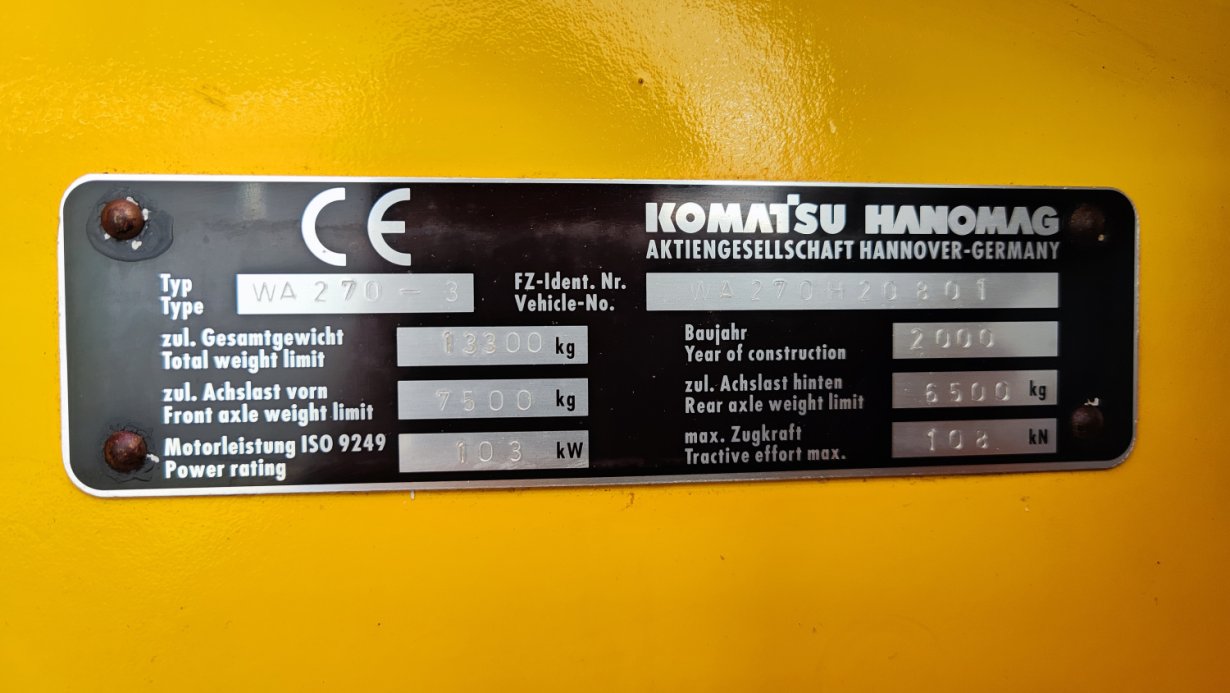 CE
KOMATSU HANOMAG
AKTIENGESELLSCHAFT HANNOVER-GERMANY
Typ
Type
WA 270 - 3
FZ-Ident. Nr.
Vehicle-No.
WA270H20801
zul. Gesamtgewicht
Total weight limit
13300 kg
Baujahr
Year of construction
2000
zul. Achslast vorn
Front axle weight limit
7500 kg
zul. Achslast hinten
Rear axle weight limit
6500 kg
Motorleistung ISO 9249
Power rating
103 kW
max. Zugkraft
Tractive effort max.
108 kN